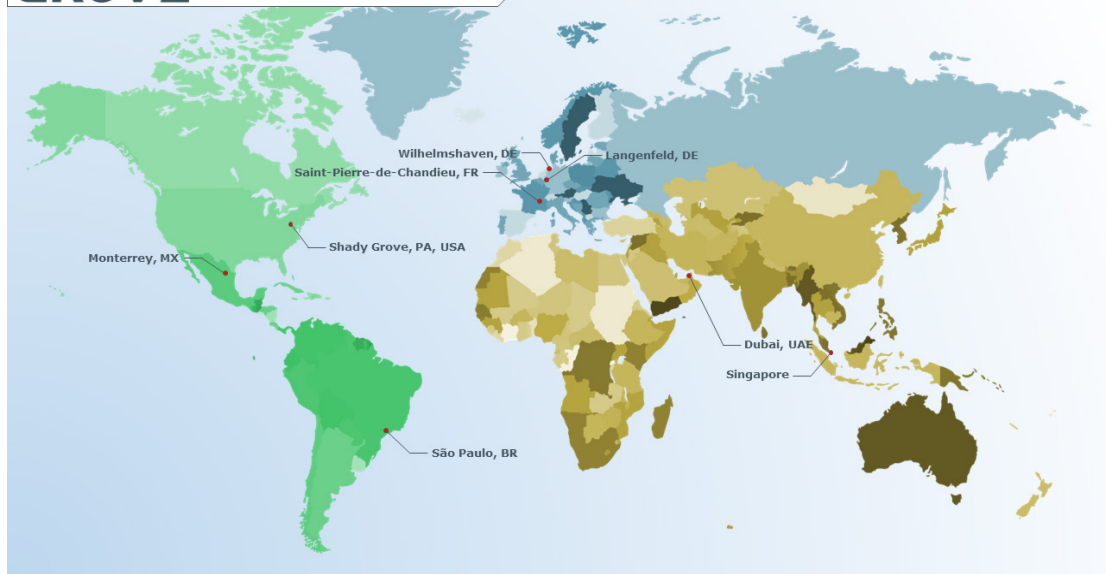 Wilhelmshaven, DE
Langenfeld, DE
Saint-Pierre-de-Chandieu, FR
Shady Grove, PA, USA
Monterrey, MX
Dubai, UAE
Singapore
São Paulo, BR